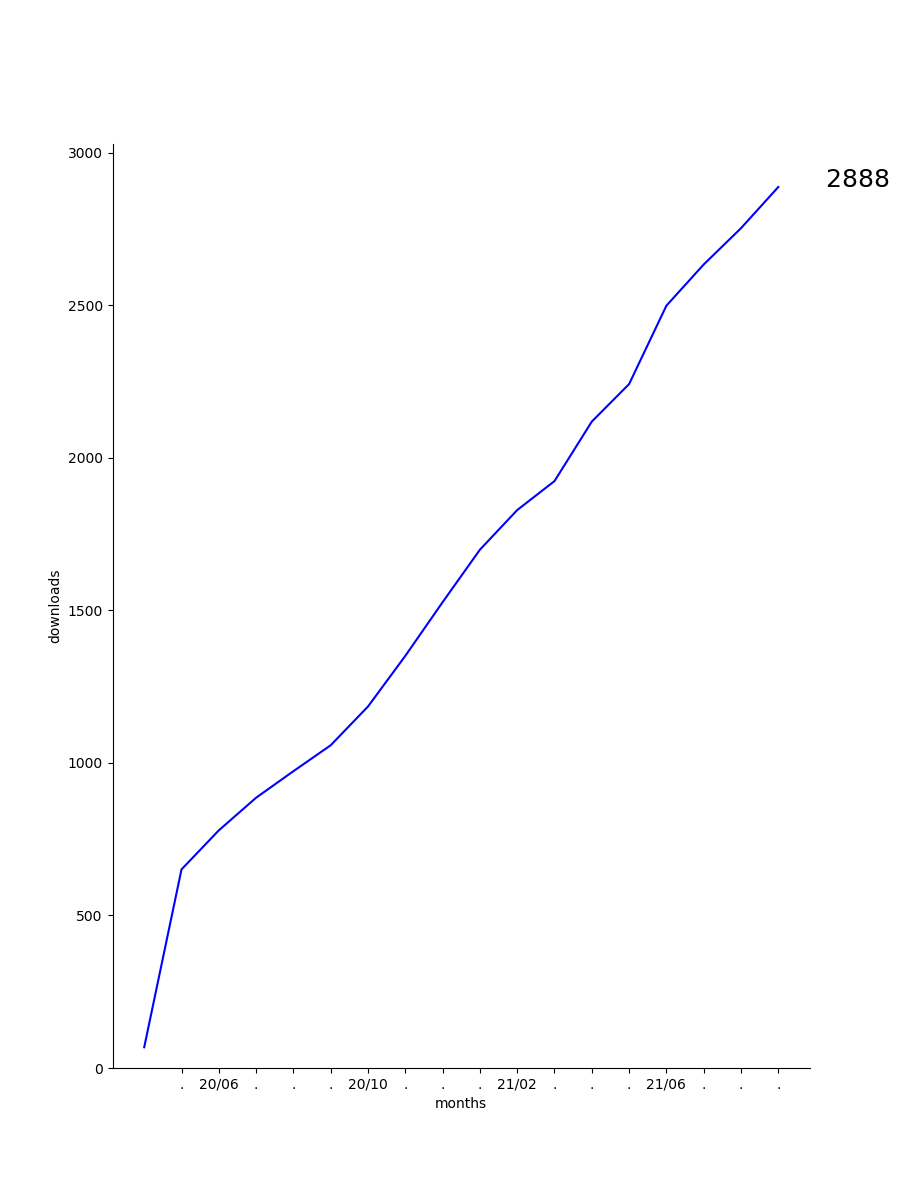 3000
2888
2500
2000
1500
downloads
1000
500
0
. 20/06 . . . 20/10 . . . 21/02 . . . 21/06 . . .
months